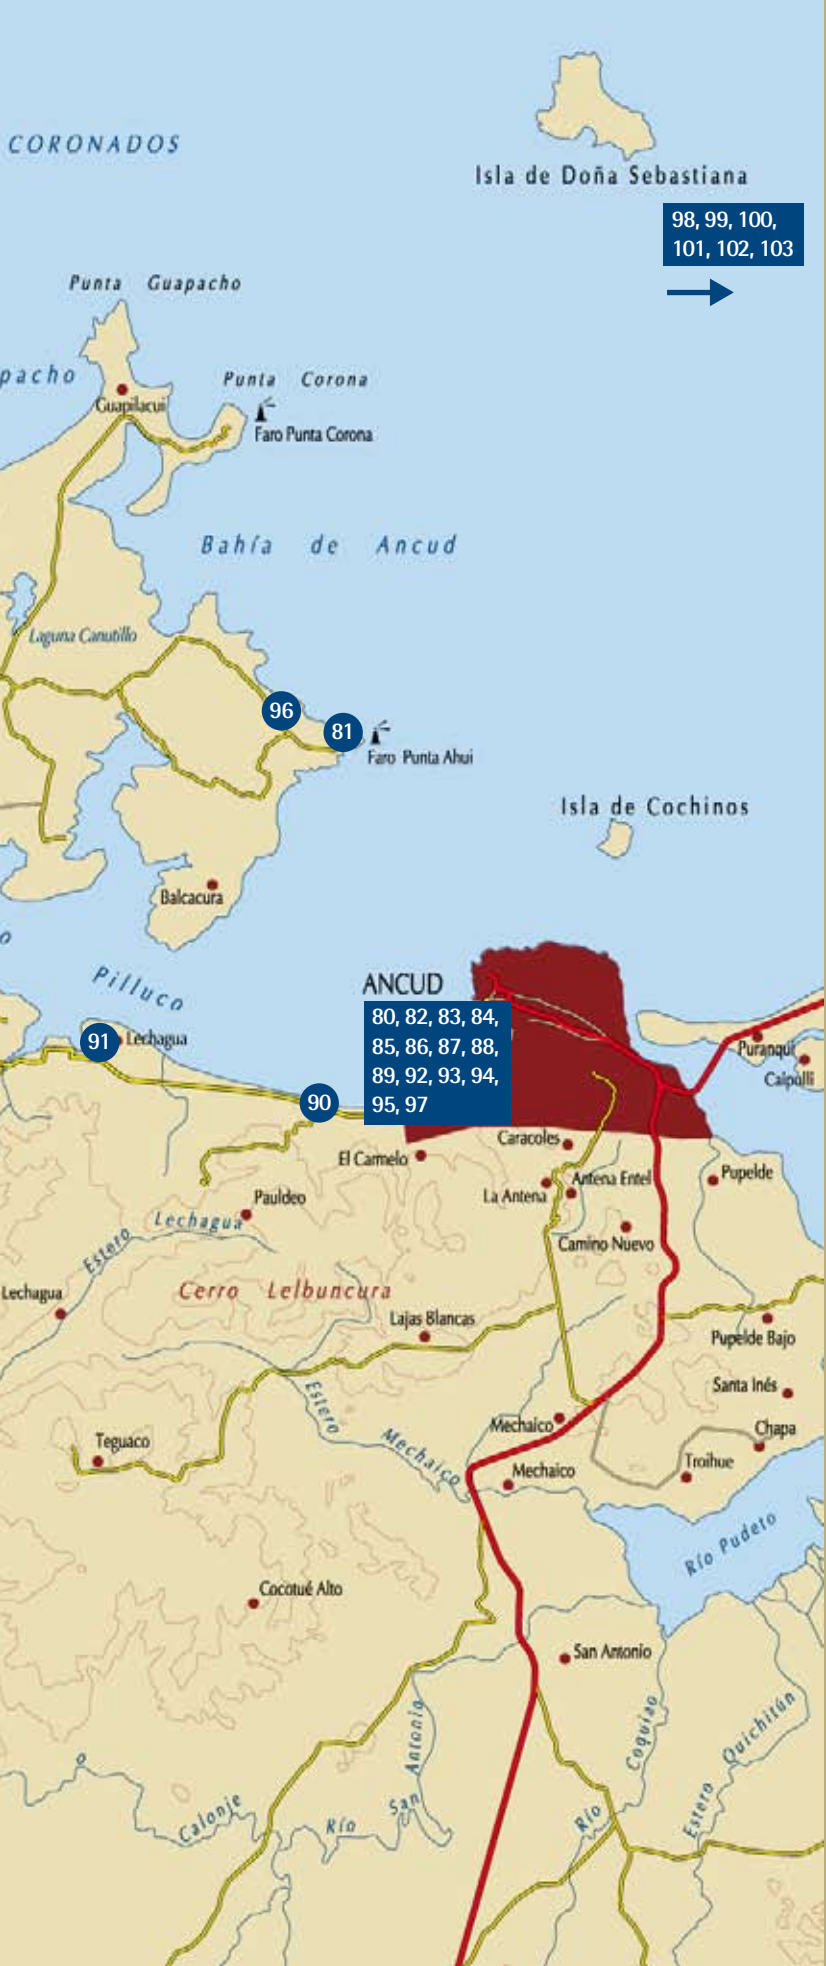 CORONADOS
Isla de Doña Sebastiana
98, 99, 100,
101, 102, 103
Punta Guapacho
pacho
Punta Corona
Guapilacui
Faro Punta Corona
Bahía de Ancud
Laguna Canutillo
96
81
Faro Punta Ahui
Isla de Cochinos
Balcacura
o
Pilluco
ANCUD
80, 82, 83, 84,
85, 86, 87, 88,
89, 92, 93, 94,
95, 97
91
Lechagua
Puranqui
Caipulli
90
Caracoles
El Carmelo
Antena Entel
Pupelde
La Antena
Pauldeo
Estero Lechagua
Camino Nuevo
Lechagua
Cerro Lelbuncura
Lajas Blancas
Pupelde Bajo
Santa Inés
Estero Mechaico
Mechaico
Chapa
Teguaco
Troihue
Mechaico
Río Pudeto
Cocotué Alto
San Antonio
Río San Antonio
Río Coquiao
Estero Quichitún
o
Calonje